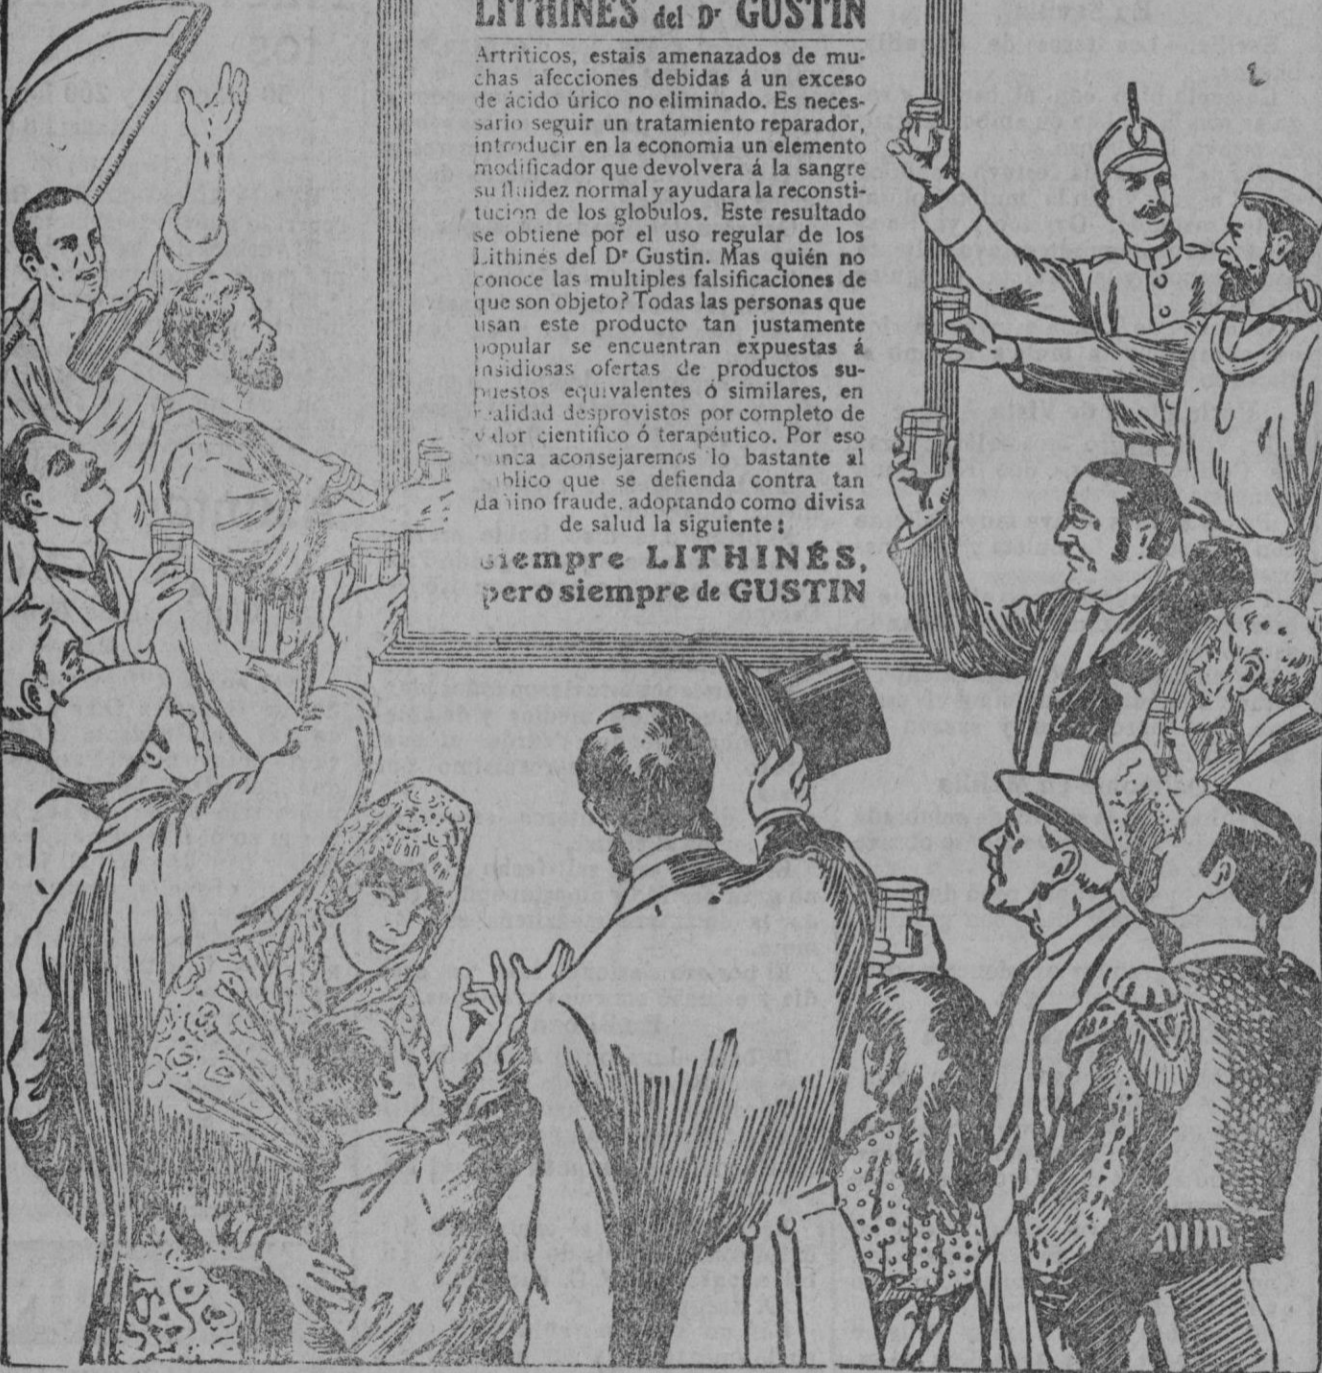 LITHINÉS del Dr GUSTIN
Artriticos, estais amenazados de mu-
chas afecciones debidas á un exceso
de ácido úrico no eliminado. Es neces-
sario seguir un tratamiento reparador,
introducir en la economia un elemento
modificador que devolvera á la sangre
su fluidez normal y ayudara la reconsti-
tucion de los globulos. Este resultado
se obtiene por el uso regular de los
Lithinés del Dr Gustin. Mas quién no
conoce las multiples falsificaciones de
que son objeto? Todas las personas que
usan este producto tan justamente
popular se encuentran expuestas á
insidiosas ofertas de productos su-
puestos equivalentes ó similares, en
realidad desprovistos por completo de
valor cientifico ó terapéutico. Por eso
nunca aconsejaremos lo bastante al
público que se defienda contra tan
dañino fraude, adoptando como divisa
de salud la siguiente:
siempre LITHINÉS,
pero siempre de GUSTIN